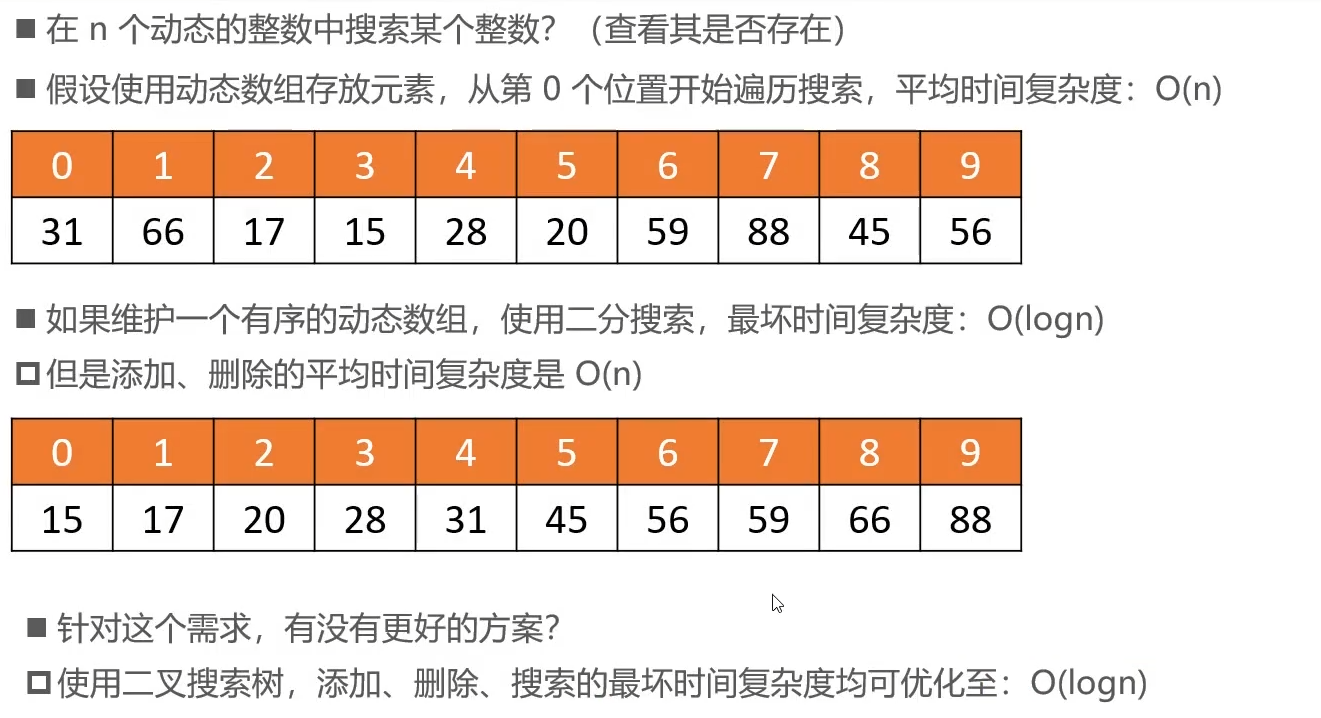 在 n 个动态的整数中搜索某个整数？（查看其是否存在）
假设使用动态数组存放元素，从第 0 个位置开始遍历搜索，平均时间复杂度：O(n)
0 1 2 3 4 5 6 7 8 9
31 66 17 15 28 20 59 88 45 56
如果维护一个有序的动态数组，使用二分搜索，最坏时间复杂度：O(logn)
但是添加、删除的平均时间复杂度是 O(n)
0 1 2 3 4 5 6 7 8 9
15 17 20 28 31 45 56 59 66 88
针对这个需求，有没有更好的方案？
使用二叉搜索树，添加、删除、搜索的最坏时间复杂度均可优化至：O(logn)